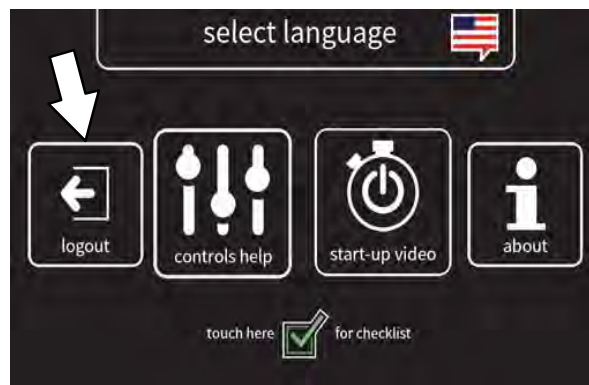 select language
logout
controls help
start-up video
about
touch here for checklist